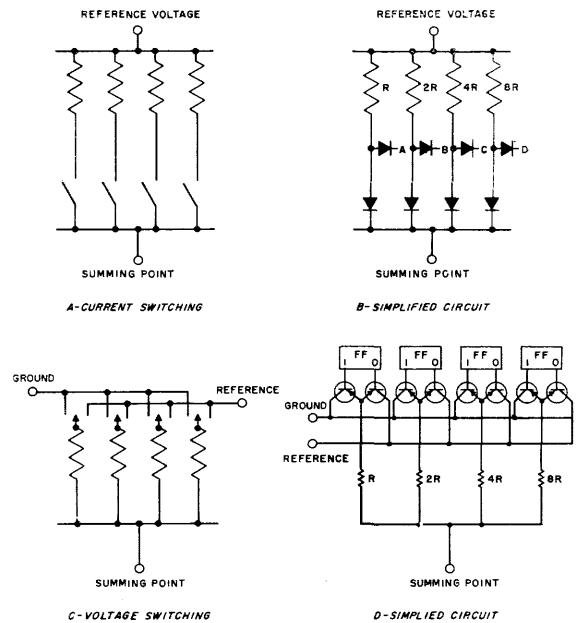 REFERENCE VOLTAGE
SUMMING POINT
A-CURRENT SWITCHING
REFERENCE VOLTAGE
R
2R
4R
8R
A
B
C
D
SUMMING POINT
B-SIMPLIFIED CIRCUIT
GROUND
REFERENCE
SUMMING POINT
C-VOLTAGE SWITCHING
FF
1 0
FF
1 0
FF
1 0
FF
1 0
GROUND
REFERENCE
R
2R
4R
8R
SUMMING POINT
D-SIMPLIED CIRCUIT